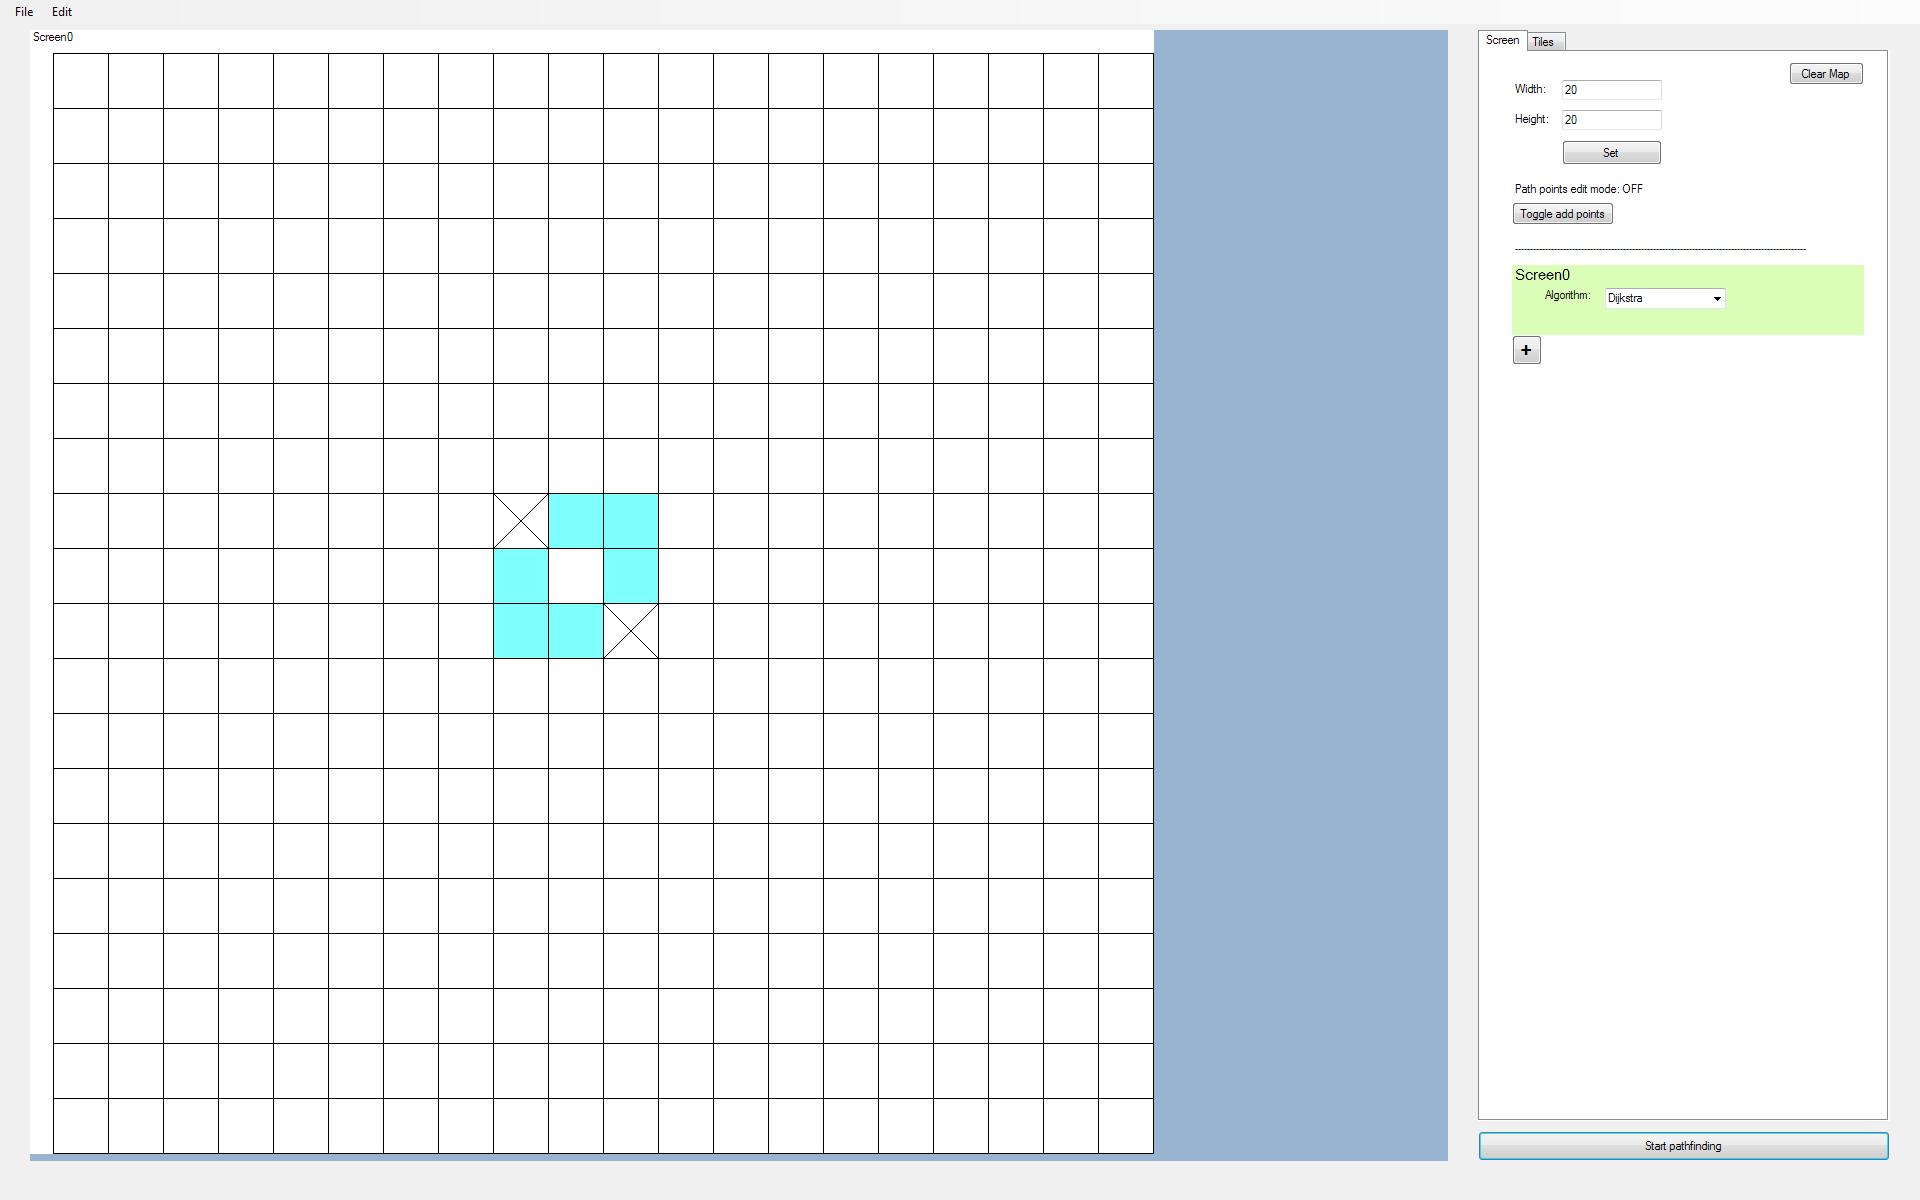 File Edit
Screen0
Screen Tiles
Clear Map
Width: 20
Height: 20
Set
Path points edit mode: OFF
Toggle add points
Screen0
Algorithm: Dijkstra
+
Start pathfinding